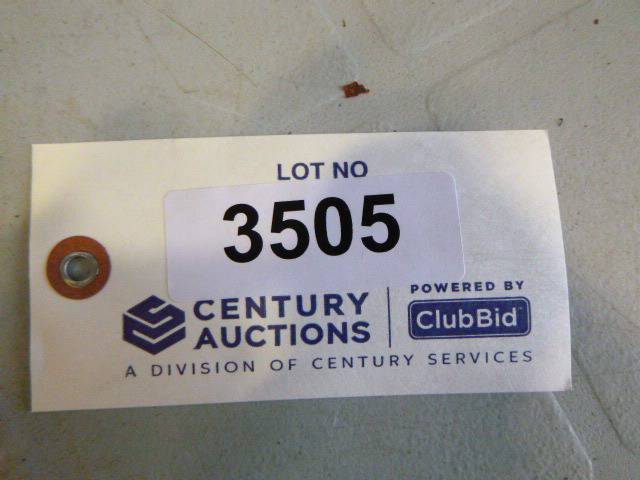 LOT NO
3505
CENTURY
AUCTIONS
POWERED BY
ClubBid
A DIVISION OF CENTURY SERVICES